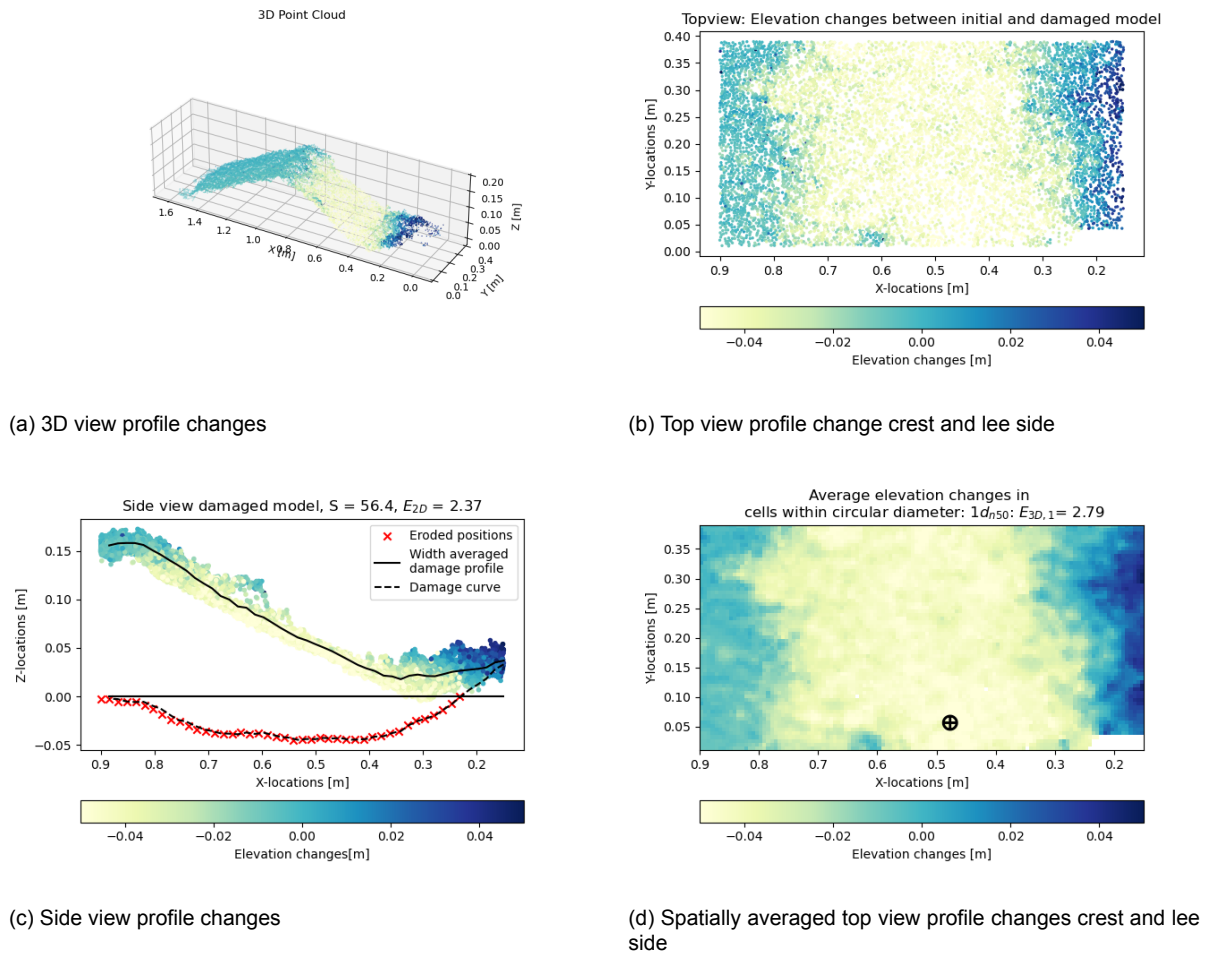 3D Point Cloud
0.20
0.15
0.10
0.05
0.00
Z [m]
1.6
1.4
1.2
1.0
0.8
0.6
0.4
0.2
0.0
X [m]
0.4
0.3
0.2
0.1
0.0
Y [m]
(a) 3D view profile changes
Topview: Elevation changes between initial and damaged model
0.40
0.35
0.30
0.25
0.20
0.15
0.10
0.05
0.00
Y-locations [m]
0.9 0.8 0.7 0.6 0.5 0.4 0.3 0.2
X-locations [m]
−0.04 −0.02 0.00 0.02 0.04
Elevation changes [m]
(b) Top view profile change crest and lee side
Side view damaged model, S = 56.4, E2D = 2.37
Eroded positions
Width averaged
damage profile
Damage curve
0.15
0.10
0.05
0.00
−0.05
Z-locations [m]
0.9 0.8 0.7 0.6 0.5 0.4 0.3 0.2
X-locations [m]
−0.04 −0.02 0.00 0.02 0.04
Elevation changes[m]
(c) Side view profile changes
Average elevation changes in
cells within circular diameter: 1dn50: E3D,1= 2.79
0.35
0.30
0.25
0.20
0.15
0.10
0.05
Y-locations [m]
0.9 0.8 0.7 0.6 0.5 0.4 0.3 0.2
X-locations [m]
−0.04 −0.02 0.00 0.02 0.04
Elevation changes [m]
(d) Spatially averaged top view profile changes crest and lee
side